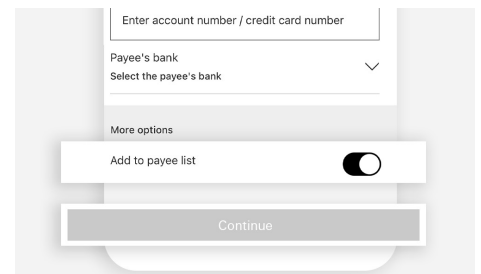 Enter account number / credit card number
Payee's bank
Select the payee's bank
More options
Add to payee list
Continue